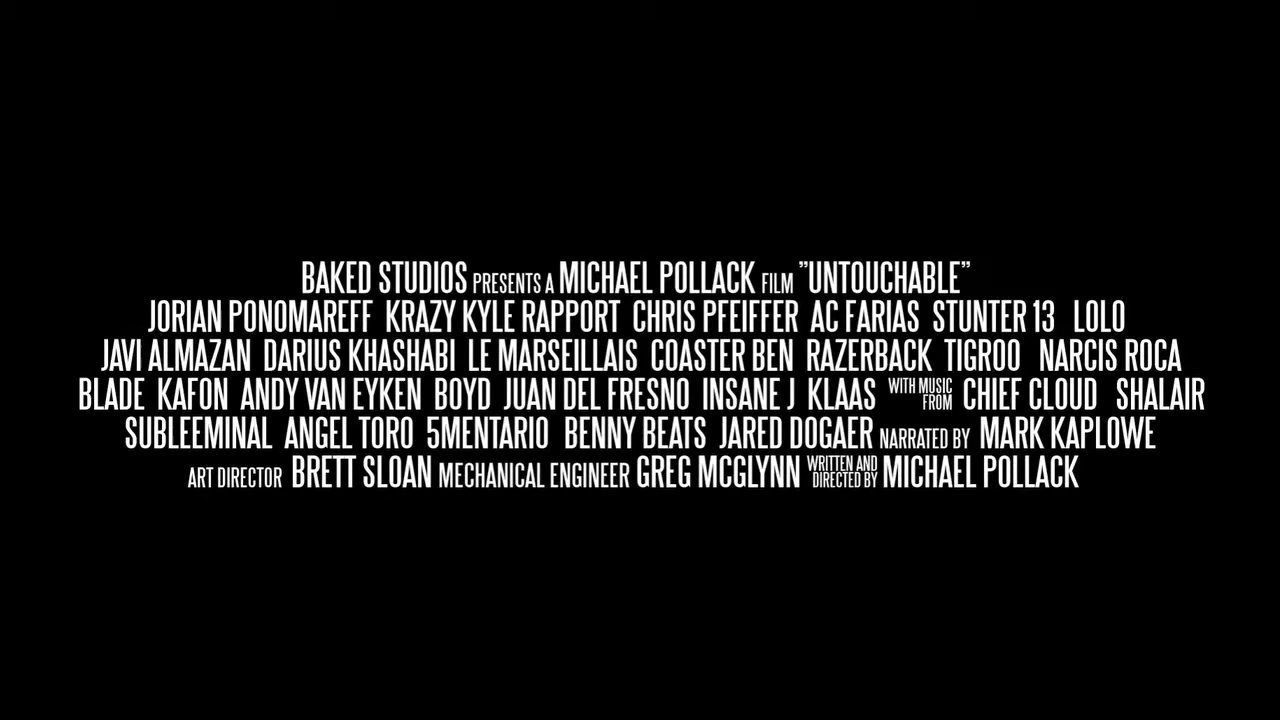 BAKED STUDIOS PRESENTS A MICHAEL POLLACK FILM "UNTOUCHABLE"
JORIAN PONOMAREFF KRAZY KYLE RAPPORT CHRIS PFEIFFER AC FARIAS STUNTER 13 LOLO
JAVI ALMAZAN DARIUS KHASHABI LE MARSEILLAIS COASTER BEN RAZERBACK TIGROO NARCIS ROCA
BLADE KAFON ANDY VAN EYKEN BOYD JUAN DEL FRESNO INSANE J KLAAS WITH MUSIC FROM CHIEF CLOUD SHALAIR
SUBLEEMINAL ANGEL TORO 5MENTARIO BENNY BEATS JARED DOGAER NARRATED BY MARK KAPLOWE
ART DIRECTOR BRETT SLOAN MECHANICAL ENGINEER GREG MCGLYNN WRITTEN AND DIRECTED BY MICHAEL POLLACK